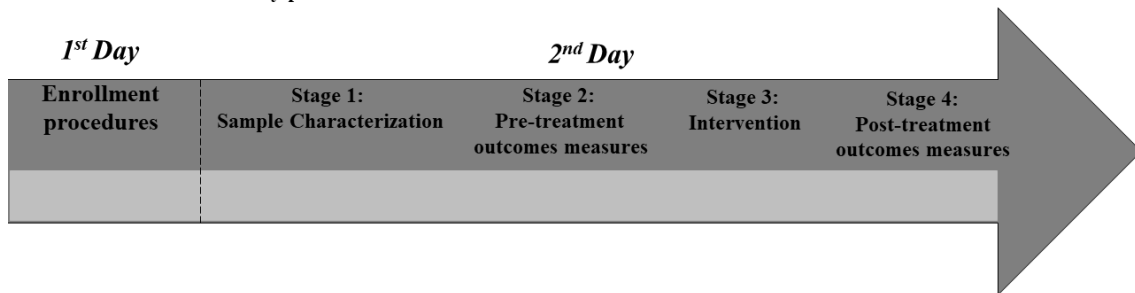 1st Day
2nd Day
Enrollment
procedures
Stage 1:
Sample Characterization
Stage 2:
Pre-treatment
outcomes measures
Stage 3:
Intervention
Stage 4:
Post-treatment
outcomes measures